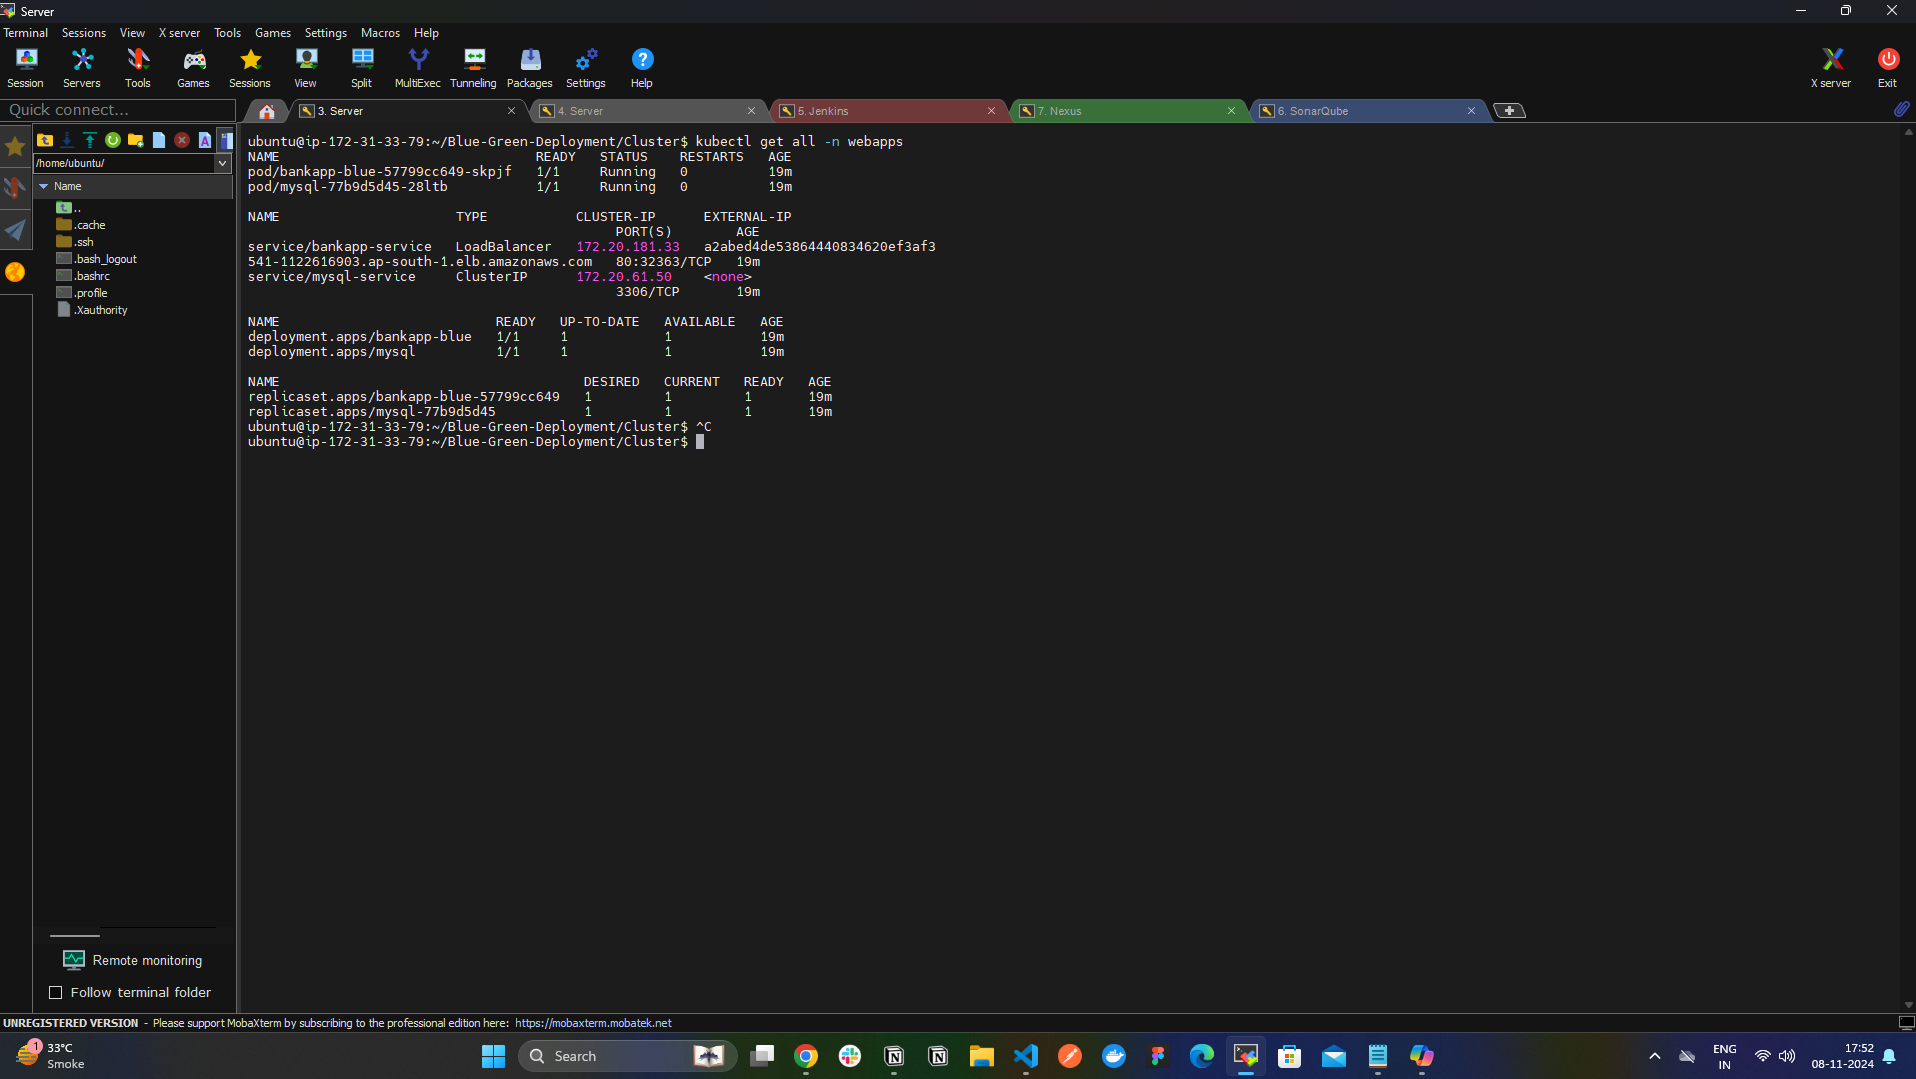 Server
Terminal Sessions View X server Tools Games Settings Macros Help
Session Servers Tools Games Sessions View Split MultiExec Tunneling Packages Settings Help X server Exit
Quick connect...
3. Server
4. Server
5. Jenkins
7. Nexus
6. SonarQube
/home/ubuntu/
Name
..
.cache
.ssh
.bash_logout
.bashrc
.profile
.Xauthority
ubuntu@ip-172-31-33-79:~/Blue-Green-Deployment/Cluster$ kubectl get all -n webapps
NAME READY STATUS RESTARTS AGE
pod/bankapp-blue-57799cc649-skpjf 1/1 Running 0 19m
pod/mysql-77b9d5d45-28ltb 1/1 Running 0 19m
NAME TYPE CLUSTER-IP EXTERNAL-IP
PORT(S) AGE
service/bankapp-service LoadBalancer 172.20.181.33 a2abed4de53864440834620ef3af3
541-1122616903.ap-south-1.elb.amazonaws.com 80:32363/TCP 19m
service/mysql-service ClusterIP 172.20.61.50 <none>
3306/TCP 19m
NAME READY UP-TO-DATE AVAILABLE AGE
deployment.apps/bankapp-blue 1/1 1 1 19m
deployment.apps/mysql 1/1 1 1 19m
NAME DESIRED CURRENT READY AGE
replicaset.apps/bankapp-blue-57799cc649 1 1 1 19m
replicaset.apps/mysql-77b9d5d45 1 1 1 19m
ubuntu@ip-172-31-33-79:~/Blue-Green-Deployment/Cluster$ ^C
ubuntu@ip-172-31-33-79:~/Blue-Green-Deployment/Cluster$
Remote monitoring
Follow terminal folder
UNREGISTERED VERSION - Please support MobaXterm by subscribing to the professional edition here: https://mobaxterm.mobatek.net
1
33°C
Smoke
Search
ENG
IN
17:52
08-11-2024